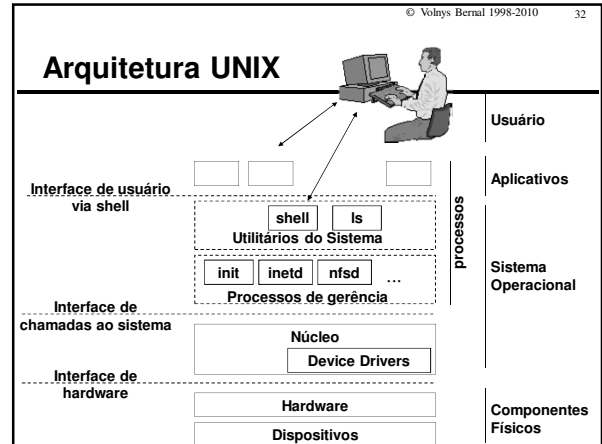 © Volnys Bernal 1998-2010 32
Arquitetura UNIX
Usuário
Aplicativos
Interface de usuário
via shell
processos
shell ls
Utilitários do Sistema
Sistema
Operacional
init inetd nfsd ...
Processos de gerência
Interface de
chamadas ao sistema
Núcleo
Device Drivers
Interface de
hardware
Hardware
Componentes
Físicos
Dispositivos